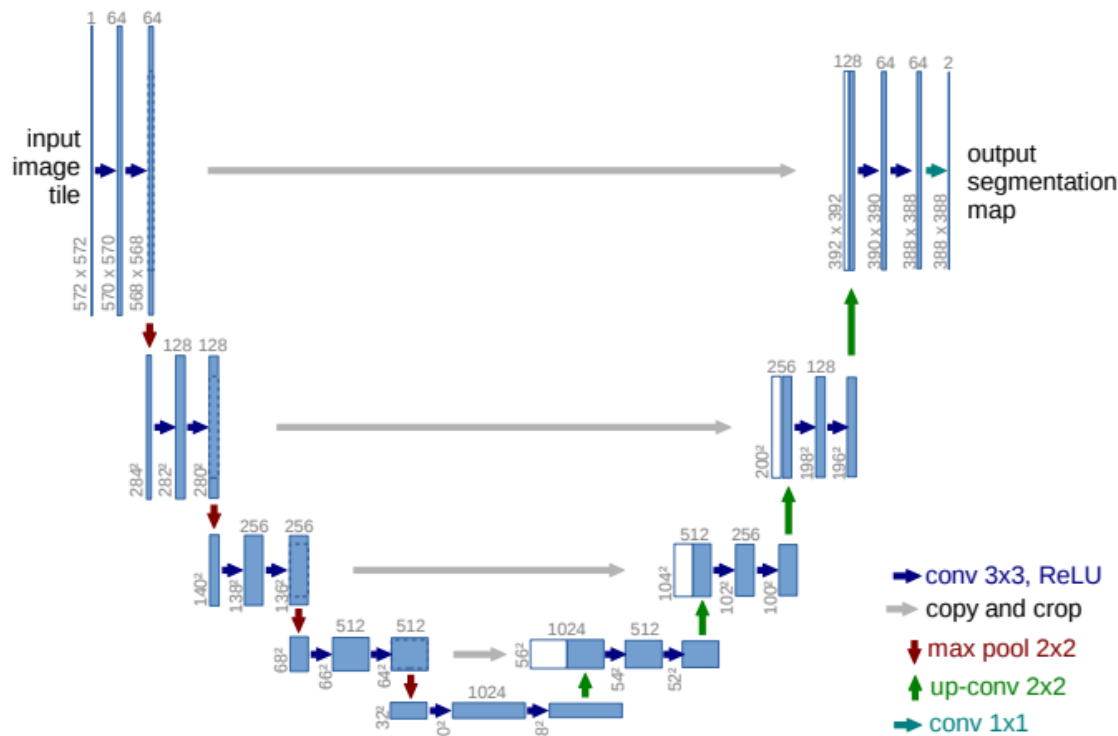 1 64 64
128 64 64 2
input
image
tile
output
segmentation
map
572 x 572
570 x 570
568 x 568
392 x 392
390 x 390
388 x 388
388 x 388
128 128
256 128
284²
282²
280²
200²
198²
196²
256 256
512 256
140²
138²
136²
104²
102²
100²
conv 3x3, ReLU
copy and crop
max pool 2x2
up-conv 2x2
conv 1x1
512 512
1024 512
68²
66²
64²
56²
54²
52²
1024
32²
0²
8²